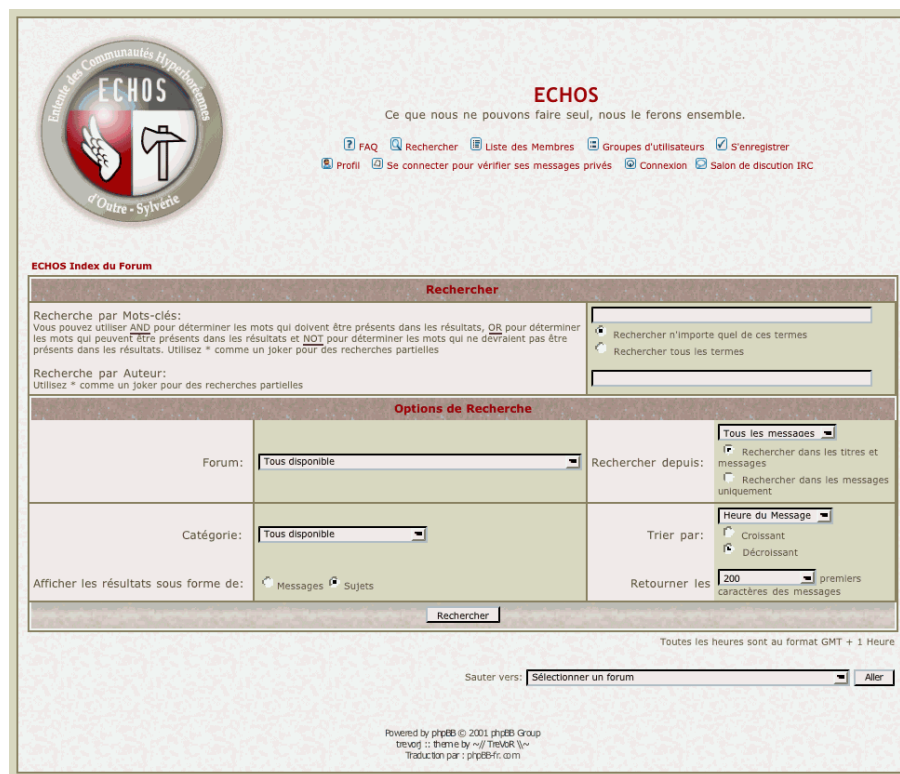 Entente des Communautés Hyperboréennes
ECHOS
d'Outre - Sylvérie
ECHOS
Ce que nous ne pouvons faire seul, nous le ferons ensemble.
FAQ Rechercher Liste des Membres Groupes d'utilisateurs S'enregistrer
Profil Se connecter pour vérifier ses messages privés Connexion Salon de discution IRC
ECHOS Index du Forum
Rechercher
Recherche par Mots-clés:
Vous pouvez utiliser AND pour déterminer les mots qui doivent être présents dans les résultats, OR pour déterminer
les mots qui peuvent être présents dans les résultats et NOT pour déterminer les mots qui ne devraient pas être
présents dans les résultats. Utilisez * comme un joker pour des recherches partielles
Rechercher n'importe quel de ces termes
Rechercher tous les termes
Recherche par Auteur:
Utilisez * comme un joker pour des recherches partielles
Options de Recherche
Forum: Tous disponible
Rechercher depuis: Tous les messages
Rechercher dans les titres et
messages
Rechercher dans les messages
uniquement
Catégorie: Tous disponible
Trier par: Heure du Message
Croissant
Décroissant
Afficher les résultats sous forme de: Messages Sujets
Retourner les 200 premiers
caractères des messages
Rechercher
Toutes les heures sont au format GMT + 1 Heure
Sauter vers: Sélectionner un forum Aller
Powered by phpBB © 2001 phpBB Group
trevorj :: theme by ~// TreVoR \\~
Traduction par : phpBB-fr.com